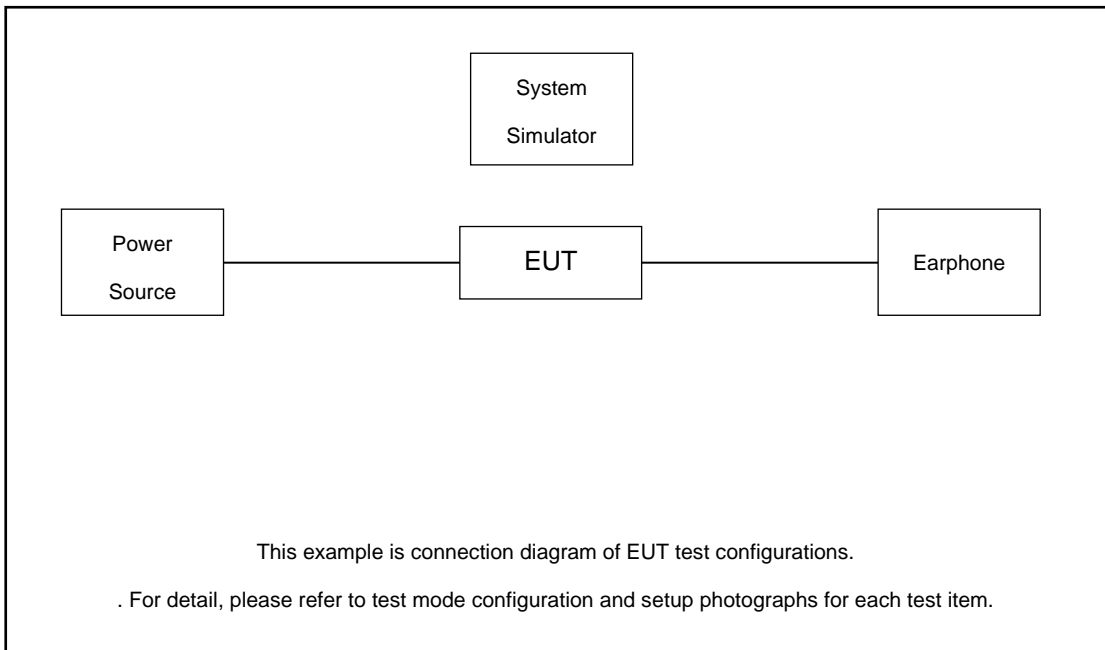 System
Simulator
Power
Source
EUT
Earphone
This example is connection diagram of EUT test configurations.
. For detail, please refer to test mode configuration and setup photographs for each test item.